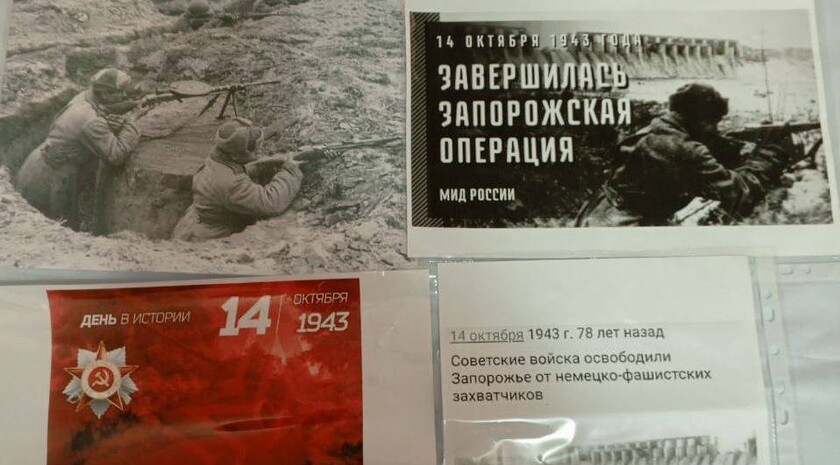 14 ОКТЯБРЯ 1943 ГОДА
ЗАВЕРШИЛАСЬ
ЗАПОРОЖСКАЯ
ОПЕРАЦИЯ
МИД РОССИИ
ДЕНЬ В ИСТОРИИ
14 ОКТЯБРЯ
1943
14 октября 1943 г. 78 лет назад
Советские войска освободили
Запорожье от немецко-фашистских
захватчиков